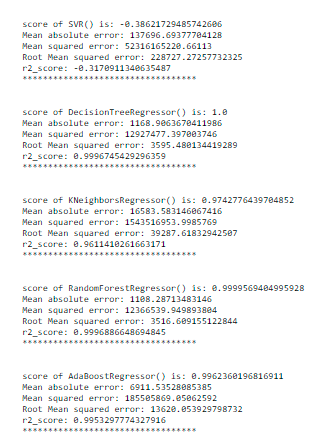 score of SVR() is: -0.38621729485742606
Mean absolute error: 137696.69377704128
Mean squared error: 52316165220.66113
Root Mean squared error: 228727.27257732325
r2_score: -0.3170911340635487
**********************************
score of DecisionTreeRegressor() is: 1.0
Mean absolute error: 1168.9063670411986
Mean squared error: 12927477.397003746
Root Mean squared error: 3595.480134419289
r2_score: 0.9996745429296359
**********************************
score of KNeighborsRegressor() is: 0.9742776439704852
Mean absolute error: 16583.583146067416
Mean squared error: 1543516953.9985769
Root Mean squared error: 39287.61832942507
r2_score: 0.9611410261663171
**********************************
score of RandomForestRegressor() is: 0.9999569404995928
Mean absolute error: 1108.28713483146
Mean squared error: 12366539.949893804
Root Mean squared error: 3516.609155122844
r2_score: 0.9996886648694845
**********************************
score of AdaBoostRegressor() is: 0.9962360196816911
Mean absolute error: 6911.53528085385
Mean squared error: 185505869.05062592
Root Mean squared error: 13620.053929798732
r2_score: 0.9953297774327916
**********************************